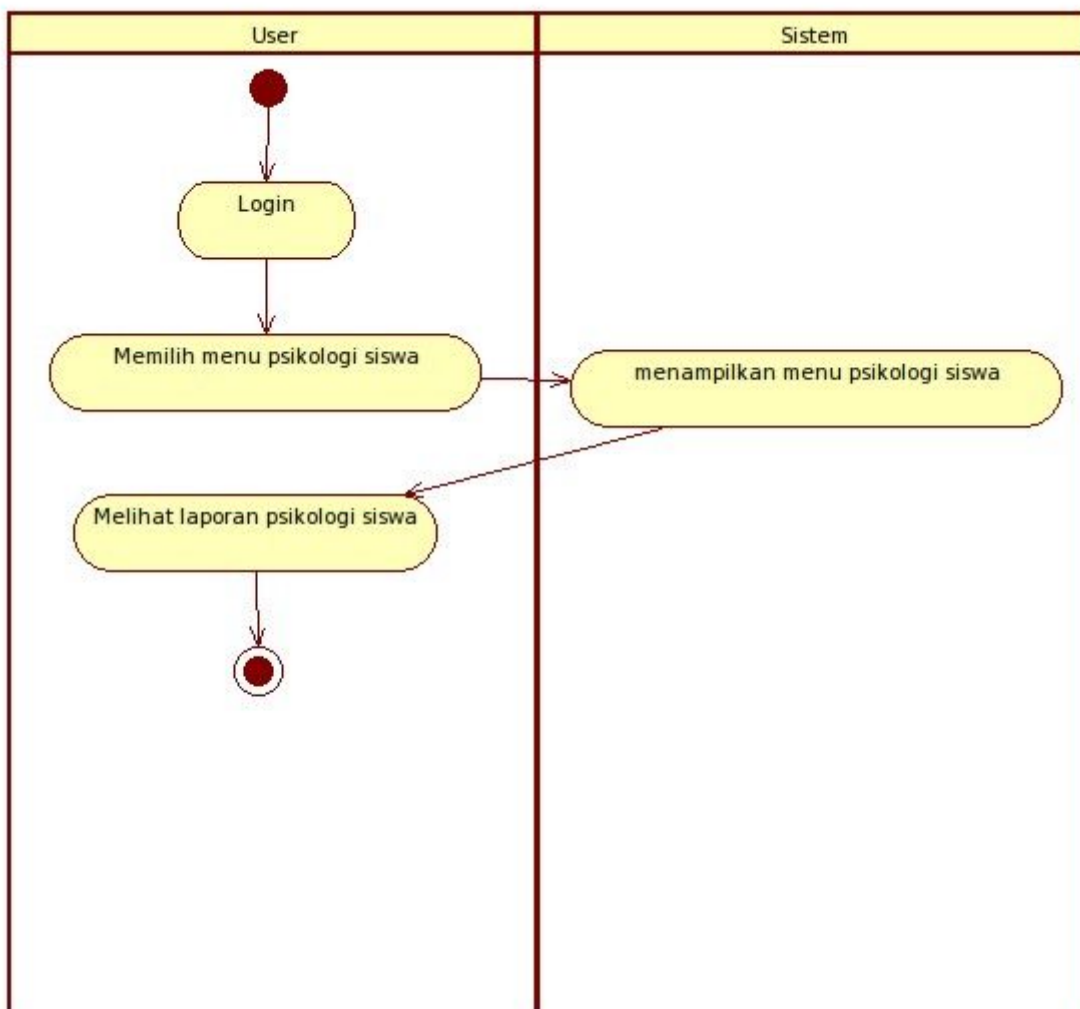 User
Sistem
Login
Memilih menu psikologi siswa
menampilkan menu psikologi siswa
Melihat laporan psikologi siswa